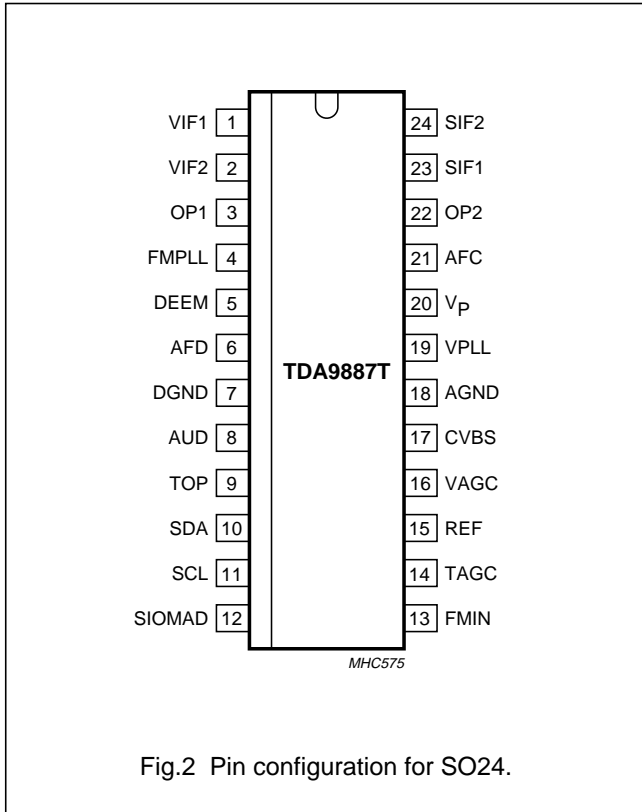 VIF1 1 24 SIF2
VIF2 2 23 SIF1
OP1 3 22 OP2
FMPLL 4 21 AFC
DEEM 5 20 VP
AFD 6 19 VPLL
TDA9887T
DGND 7 18 AGND
AUD 8 17 CVBS
TOP 9 16 VAGC
SDA 10 15 REF
SCL 11 14 TAGC
SIOMAD 12 13 FMIN
MHC575
Fig.2 Pin configuration for SO24.